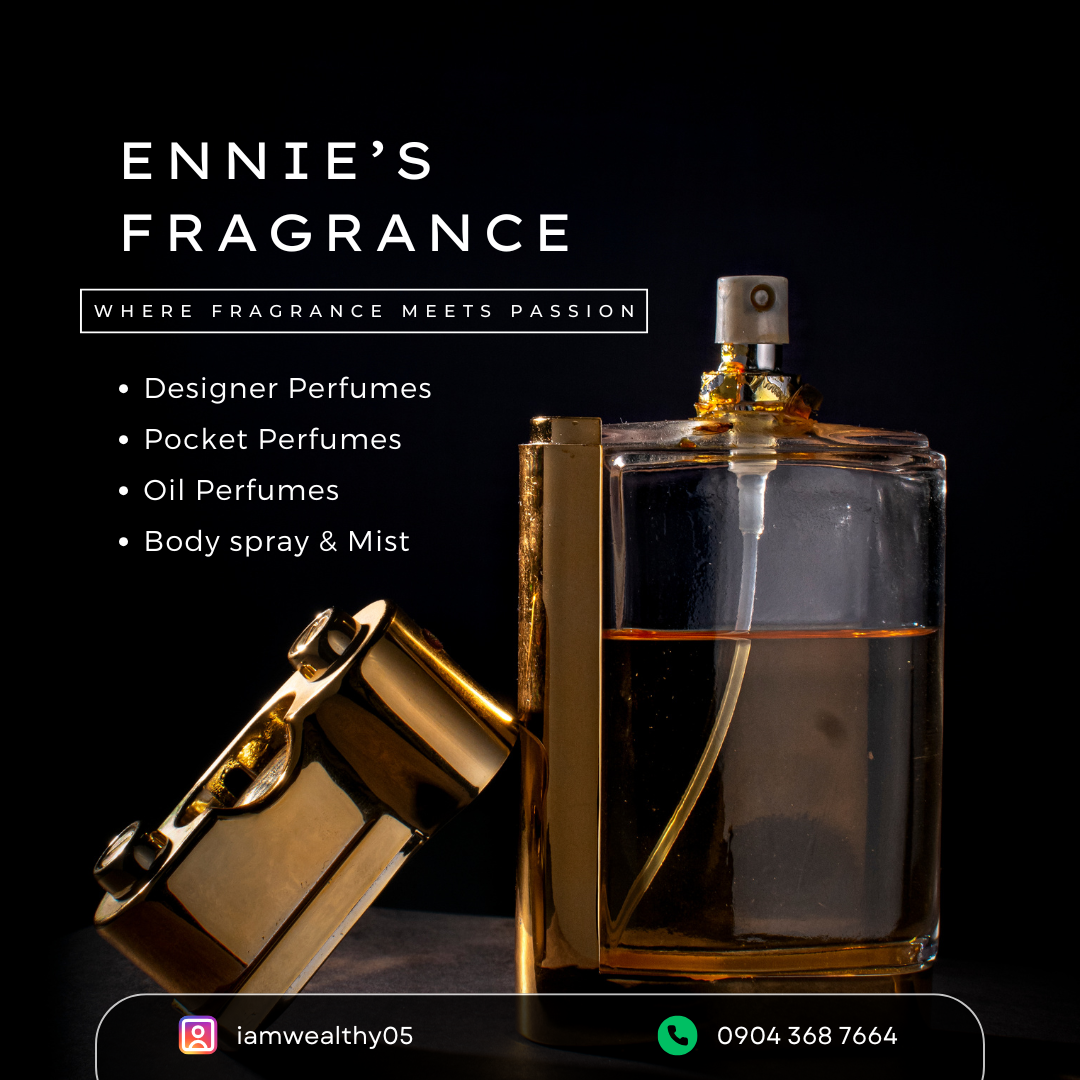 ENNIE’S
FRAGRANCE
WHERE FRAGRANCE MEETS PASSION
• Designer Perfumes
• Pocket Perfumes
• Oil Perfumes
• Body spray & Mist
iamwealthy05
0904 368 7664